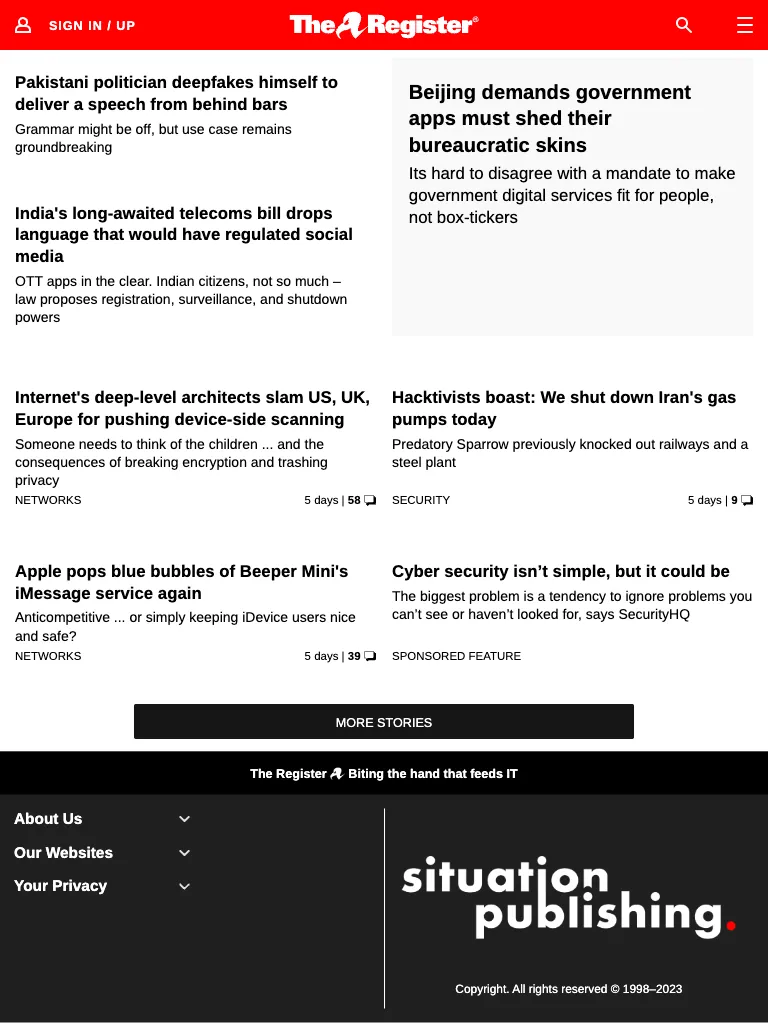 SIGN IN / UP
The Register®
Pakistani politician deepfakes himself to
deliver a speech from behind bars
Grammar might be off, but use case remains
groundbreaking
India's long-awaited telecoms bill drops
language that would have regulated social
media
OTT apps in the clear. Indian citizens, not so much –
law proposes registration, surveillance, and shutdown
powers
Beijing demands government
apps must shed their
bureaucratic skins
Its hard to disagree with a mandate to make
government digital services fit for people,
not box-tickers
Internet's deep-level architects slam US, UK,
Europe for pushing device-side scanning
Someone needs to think of the children ... and the
consequences of breaking encryption and trashing
privacy
NETWORKS 5 days | 58
Hacktivists boast: We shut down Iran's gas
pumps today
Predatory Sparrow previously knocked out railways and a
steel plant
SECURITY 5 days | 9
Apple pops blue bubbles of Beeper Mini's
iMessage service again
Anticompetitive ... or simply keeping iDevice users nice
and safe?
NETWORKS 5 days | 39
Cyber security isn’t simple, but it could be
The biggest problem is a tendency to ignore problems you
can’t see or haven’t looked for, says SecurityHQ
SPONSORED FEATURE
MORE STORIES
The Register Biting the hand that feeds IT
About Us
Our Websites
Your Privacy
situation
publishing.
Copyright. All rights reserved © 1998–2023